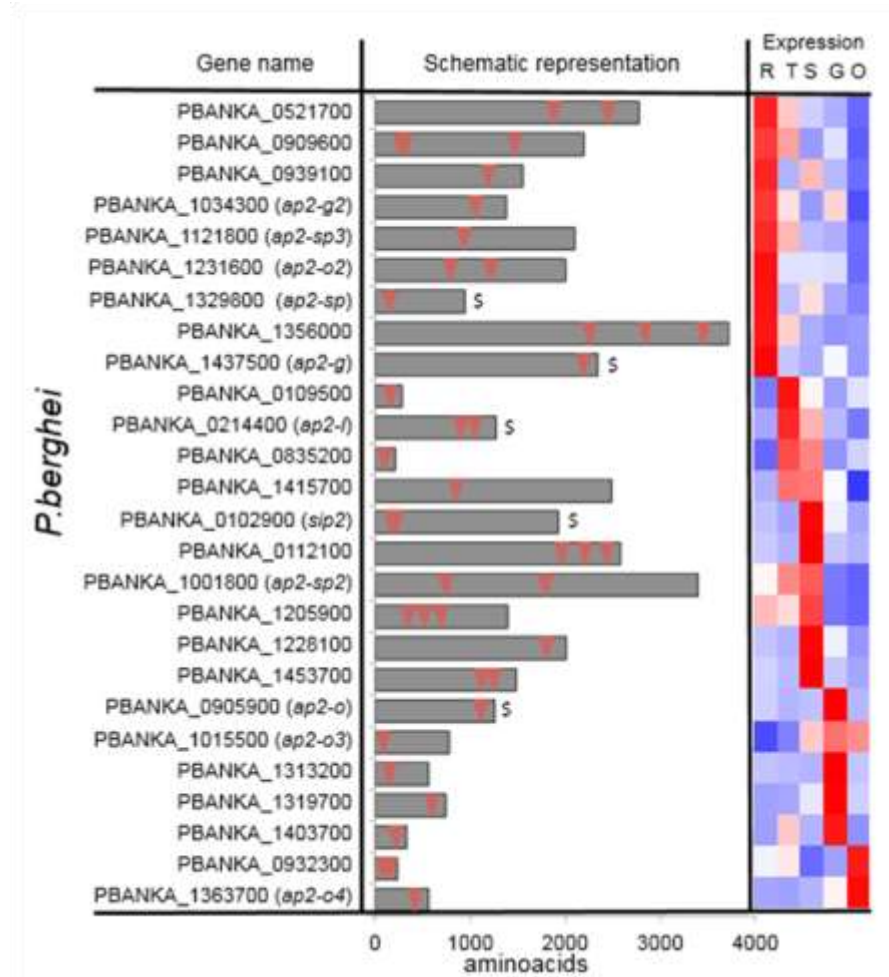 Expression
Gene name Schematic representation R T S G O
PBANKA_0521700
PBANKA_0909600
PBANKA_0939100
PBANKA_1034300 (ap2-g2)
PBANKA_1121800 (ap2-sp3)
PBANKA_1231600 (ap2-o2)
PBANKA_1329800 (ap2-sp) $
PBANKA_1356000
PBANKA_1437500 (ap2-g) $
PBANKA_0109500
PBANKA_0214400 (ap2-l) $
PBANKA_0835200
PBANKA_1415700
PBANKA_0102900 (sip2) $
PBANKA_0112100
PBANKA_1001800 (ap2-sp2)
PBANKA_1205900
PBANKA_1228100
PBANKA_1453700
PBANKA_0905900 (ap2-o) $
PBANKA_1015500 (ap2-o3)
PBANKA_1313200
PBANKA_1319700
PBANKA_1403700
PBANKA_0932300
PBANKA_1363700 (ap2-o4)
P.berghei
0 1000 2000 3000 4000
aminoacids